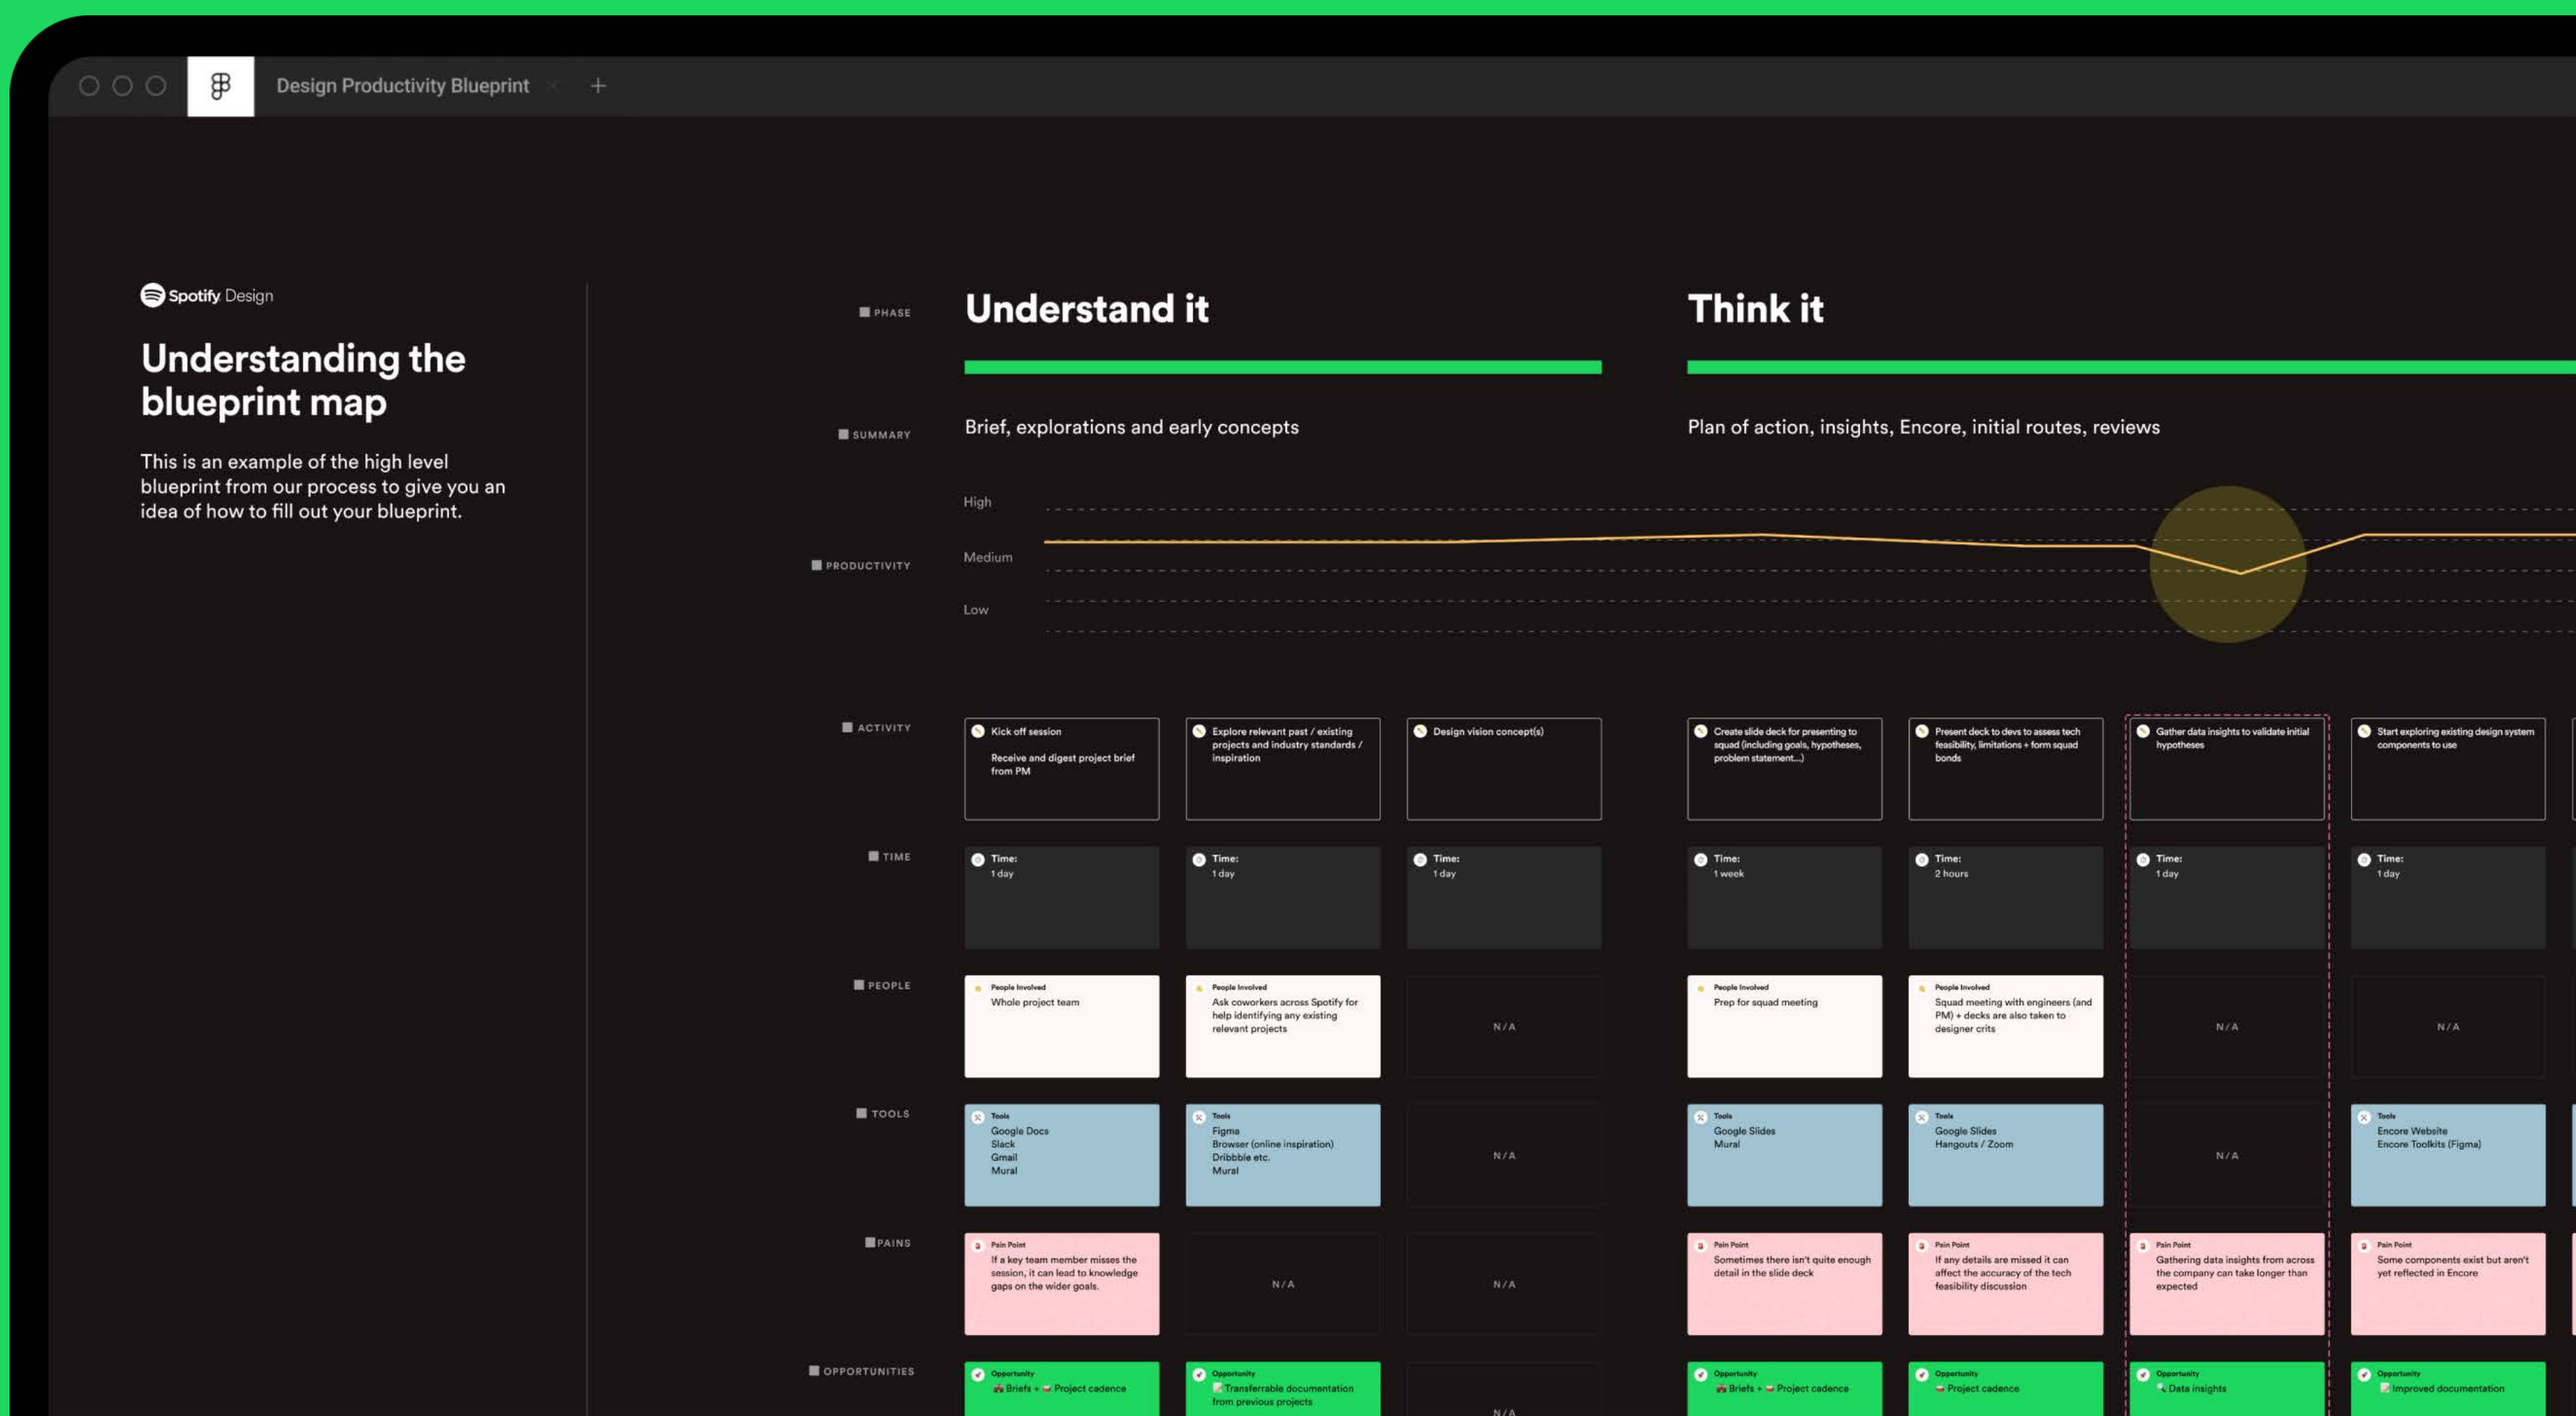 Design Productivity Blueprint
Spotify Design
Understanding the
blueprint map
This is an example of the high level
blueprint from our process to give you an
idea of how to fill out your blueprint.
PHASE
Understand it
Think it
SUMMARY
Brief, explorations and early concepts
Plan of action, insights, Encore, initial routes, reviews
PRODUCTIVITY
High
Medium
Low
ACTIVITY
Kick off session
Receive and digest project brief
from PM
Explore relevant past / existing
projects and industry standards /
inspiration
Design vision concept(s)
Create slide deck for presenting to
squad (including goals, hypotheses,
problem statement...)
Present deck to devs to assess tech
feasibility, limitations + form squad
bonds
Gather data insights to validate initial
hypotheses
Start exploring existing design system
components to use
TIME
Time:
1 day
Time:
1 day
Time:
1 day
Time:
1 week
Time:
2 hours
Time:
1 day
Time:
1 day
PEOPLE
People Involved
Whole project team
People Involved
Ask coworkers across Spotify for
help identifying any existing
relevant projects
N/A
People Involved
Prep for squad meeting
People Involved
Squad meeting with engineers (and
PM) + decks are also taken to
designer crits
N/A
N/A
TOOLS
Tools
Google Docs
Slack
Gmail
Mural
Tools
Figma
Browser (online inspiration)
Dribbble etc.
Mural
N/A
Tools
Google Slides
Mural
Tools
Google Slides
Hangouts / Zoom
N/A
Tools
Encore Website
Encore Toolkits (Figma)
PAINS
Pain Point
If a key team member misses the
session, it can lead to knowledge
gaps on the wider goals.
N/A
N/A
Pain Point
Sometimes there isn't quite enough
detail in the slide deck
Pain Point
If any details are missed it can
affect the accuracy of the tech
feasibility discussion
Pain Point
Gathering data insights from across
the company can take longer than
expected
Pain Point
Some components exist but aren't
yet reflected in Encore
OPPORTUNITIES
Opportunity
Briefs + Project cadence
Opportunity
Transferrable documentation
from previous projects
N/A
Opportunity
Briefs + Project cadence
Opportunity
Project cadence
Opportunity
Data insights
Opportunity
Improved documentation